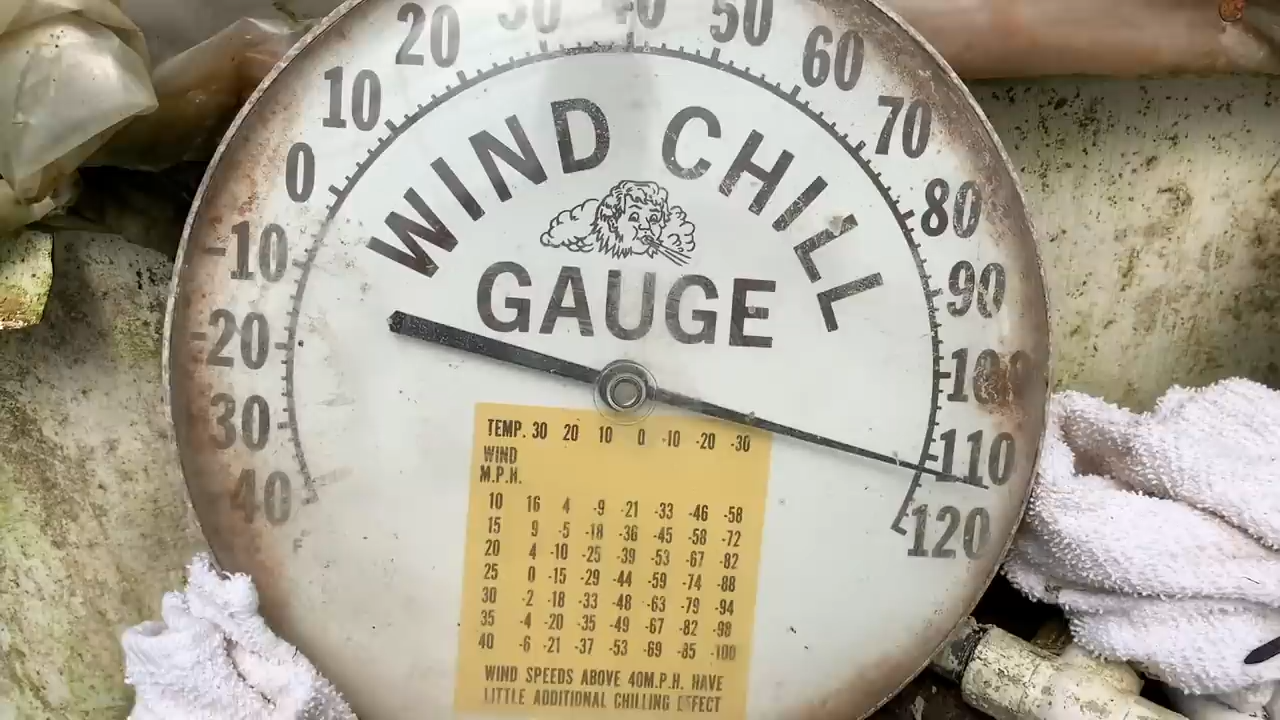 20 30 40 50 60
10 70
0 80
-10 90
-20 100
30 110
40 120
F
WIND CHILL
GAUGE
TEMP. 30 20 10 0 -10 -20 -30
WIND
M.P.H.
10 16 4 -9 -21 -33 -46 -58
15 9 -5 -18 -36 -45 -58 -72
20 4 -10 -25 -39 -53 -67 -82
25 0 -15 -29 -44 -59 -74 -88
30 -2 -18 -33 -48 -63 -79 -94
35 -4 -20 -35 -49 -67 -82 -98
40 -6 -21 -37 -53 -69 -85 -100
WIND SPEEDS ABOVE 40M.P.H. HAVE
LITTLE ADDITIONAL CHILLING EFFECT